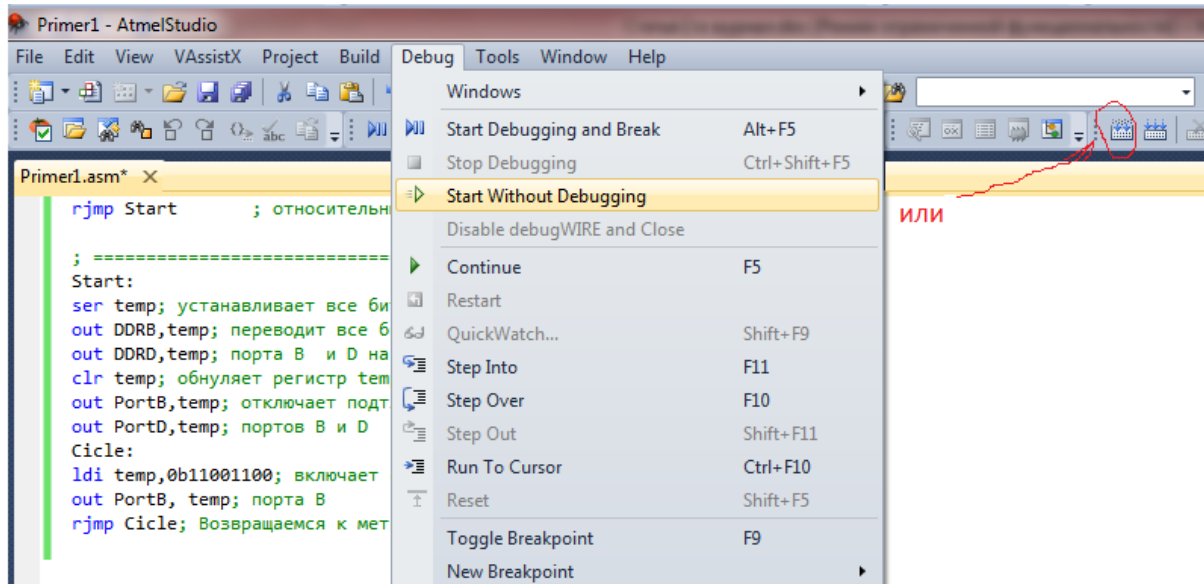 Primer1 - AtmelStudio
File Edit View VAssistX Project Build Debug Tools Window Help
Windows
Start Debugging and Break Alt+F5
Stop Debugging Ctrl+Shift+F5
Primer1.asm*
Start Without Debugging
rjmp Start ; относительн
или
Disable debugWIRE and Close
; ============================
Continue F5
Start:
Restart
ser temp; устанавливает все би
QuickWatch... Shift+F9
out DDRB,temp; переводит все б
out DDRD,temp; порта B и D на
Step Into F11
clr temp; обнуляет регистр tem
Step Over F10
out PortB,temp; отключает подт
out PortD,temp; портов B и D
Step Out Shift+F11
Cicle:
Run To Cursor Ctrl+F10
ldi temp,0b11001100; включает
out PortB, temp; порта B
Reset Shift+F5
rjmp Cicle; Возвращаемся к мет
Toggle Breakpoint F9
New Breakpoint